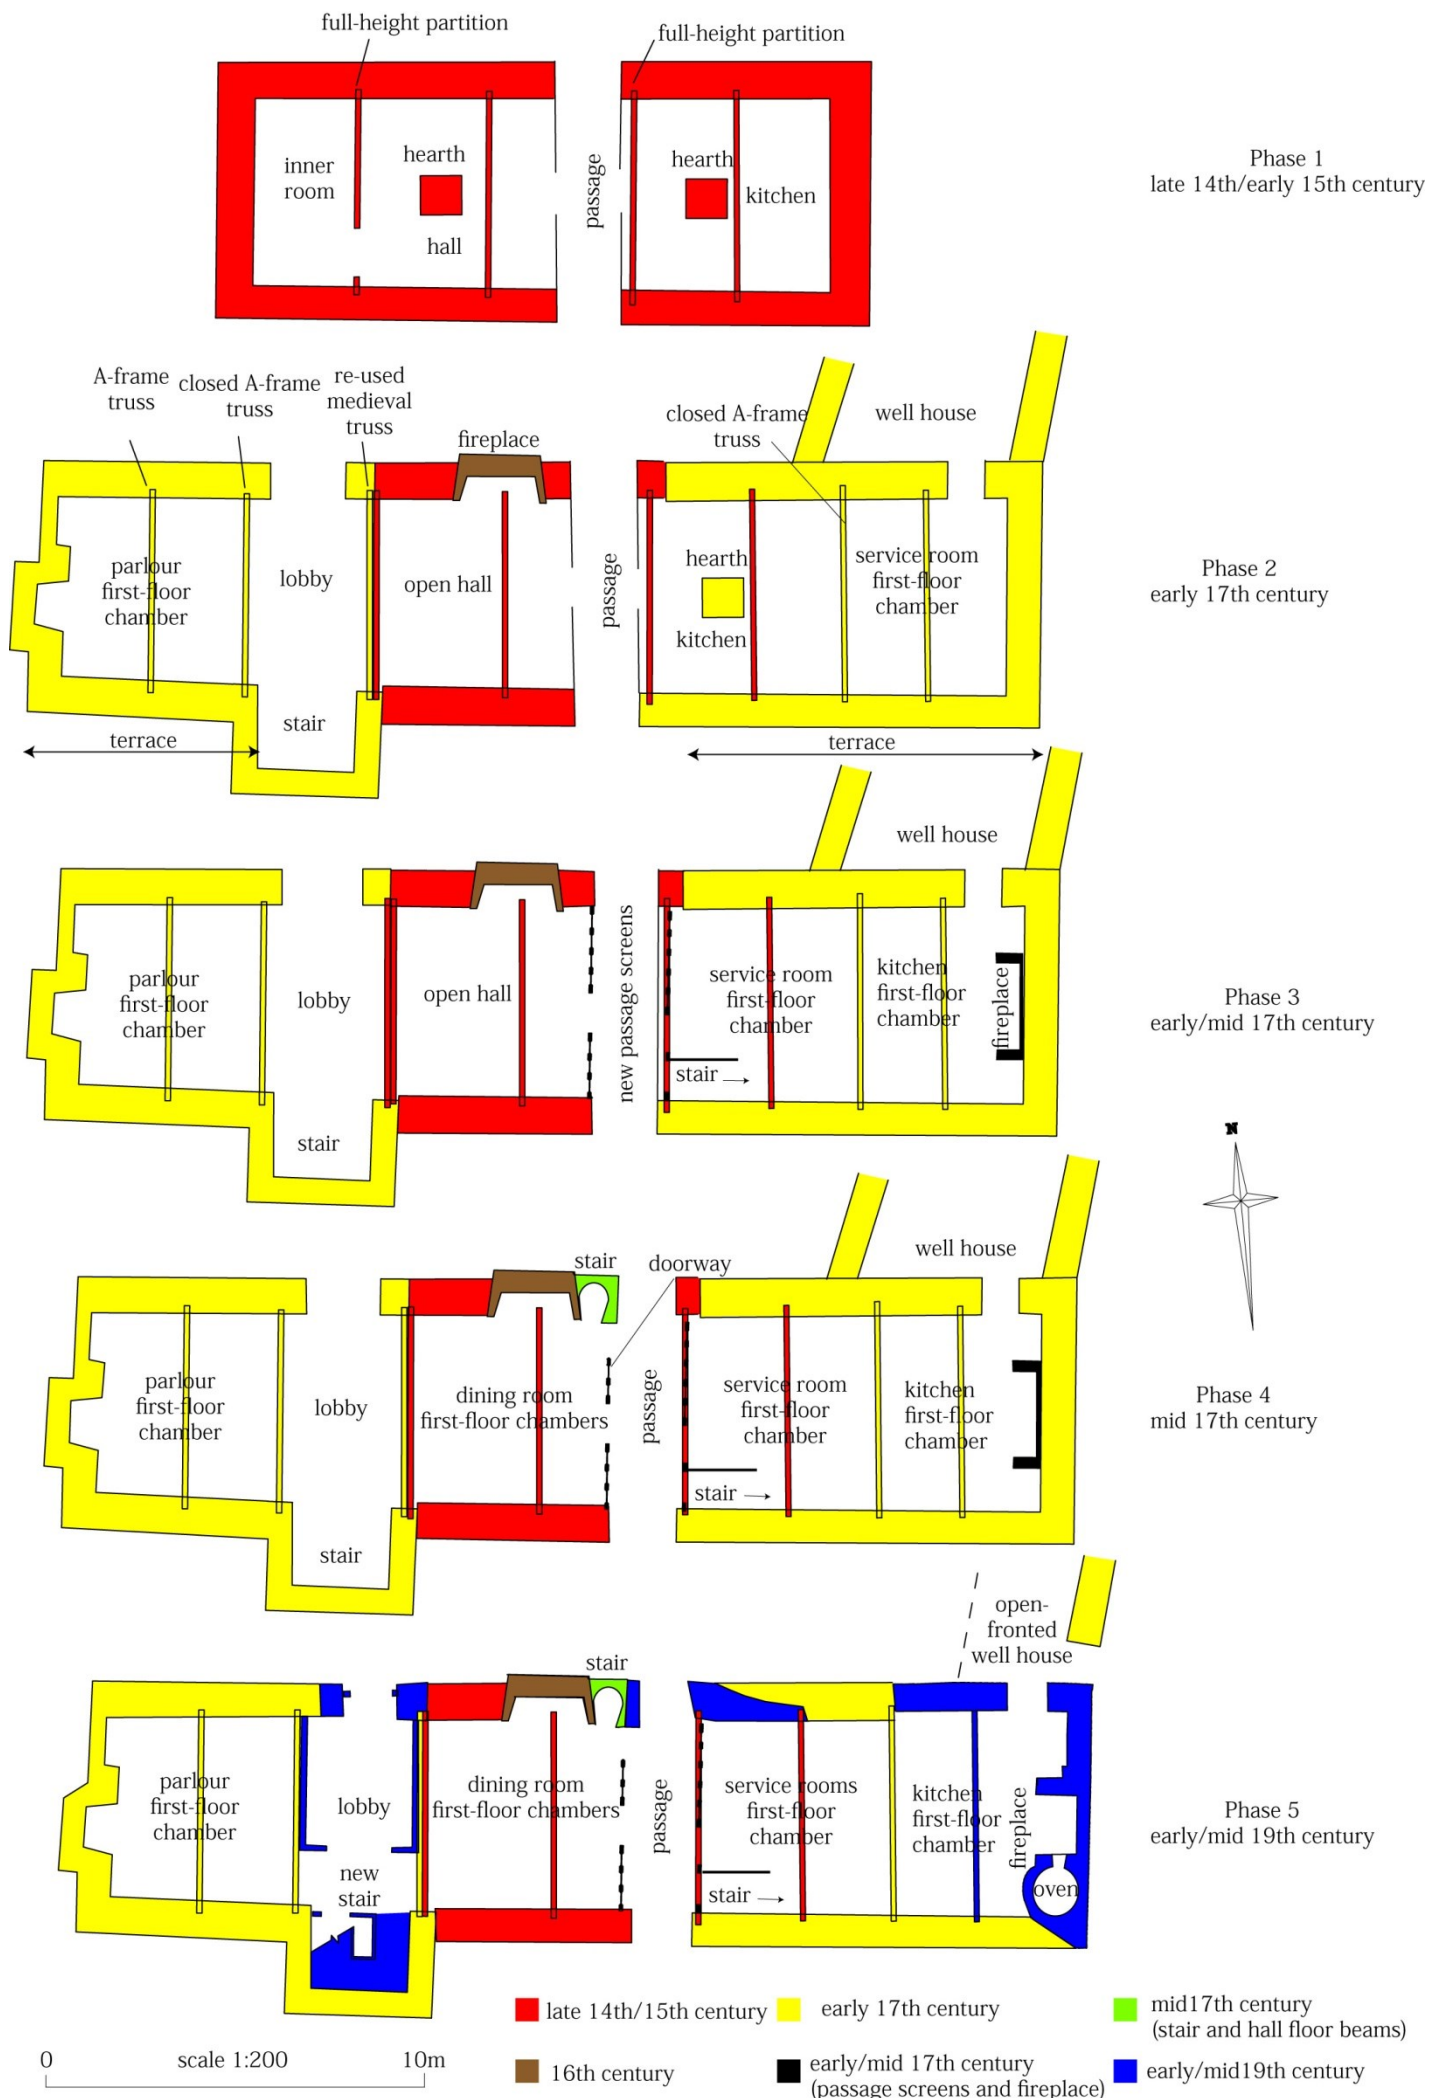 full-height partition
full-height partition
inner
room
hearth
hall
passage
hearth
kitchen
Phase 1
late 14th/early 15th century
A-frame
truss
closed A-frame
truss
re-used
medieval
truss
fireplace
closed A-frame
truss
well house
parlour
first-floor
chamber
lobby
open hall
passage
hearth
kitchen
service room
first-floor
chamber
stair
terrace
terrace
Phase 2
early 17th century
well house
parlour
first-floor
chamber
lobby
open hall
new passage screens
service room
first-floor
chamber
kitchen
first-floor
chamber
fireplace
stair
stair
Phase 3
early/mid 17th century
N
stair
doorway
well house
parlour
first-floor
chamber
lobby
dining room
first-floor chambers
passage
service room
first-floor
chamber
kitchen
first-floor
chamber
stair
stair
Phase 4
mid 17th century
open-
fronted
well house
stair
parlour
first-floor
chamber
lobby
new
stair
dining room
first-floor chambers
passage
service rooms
first-floor
chamber
kitchen
first-floor
chamber
fireplace
oven
stair
N
Phase 5
early/mid 19th century
late 14th/15th century
early 17th century
mid17th century
(stair and hall floor beams)
16th century
early/mid 17th century
(passage screens and fireplace)
early/mid19th century
0
scale 1:200
10m